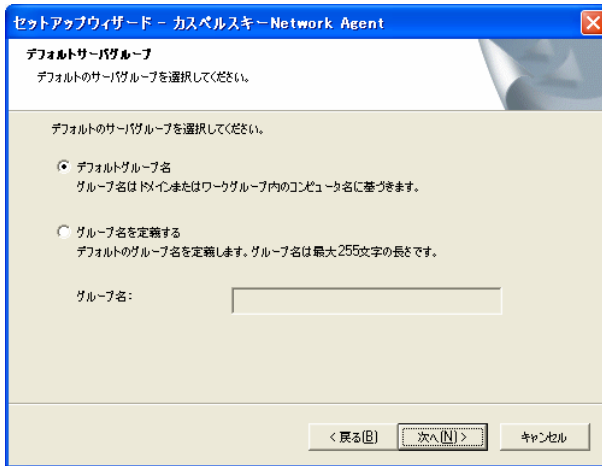 セットアップウィザード - カスペルスキーNetwork Agent
デフォルトサーバグループ
デフォルトのサーバグループを選択してください。
デフォルトのサーバグループを選択してください。
デフォルトグループ名
グループ名はドメインまたはワークグループ内のコンピュータ名に基づきます。
グループ名を定義する
デフォルトのグループ名を定義します。グループ名は最大255文字の長さです。
グループ名:
< 戻る(B)
次へ(N) >
キャンセル